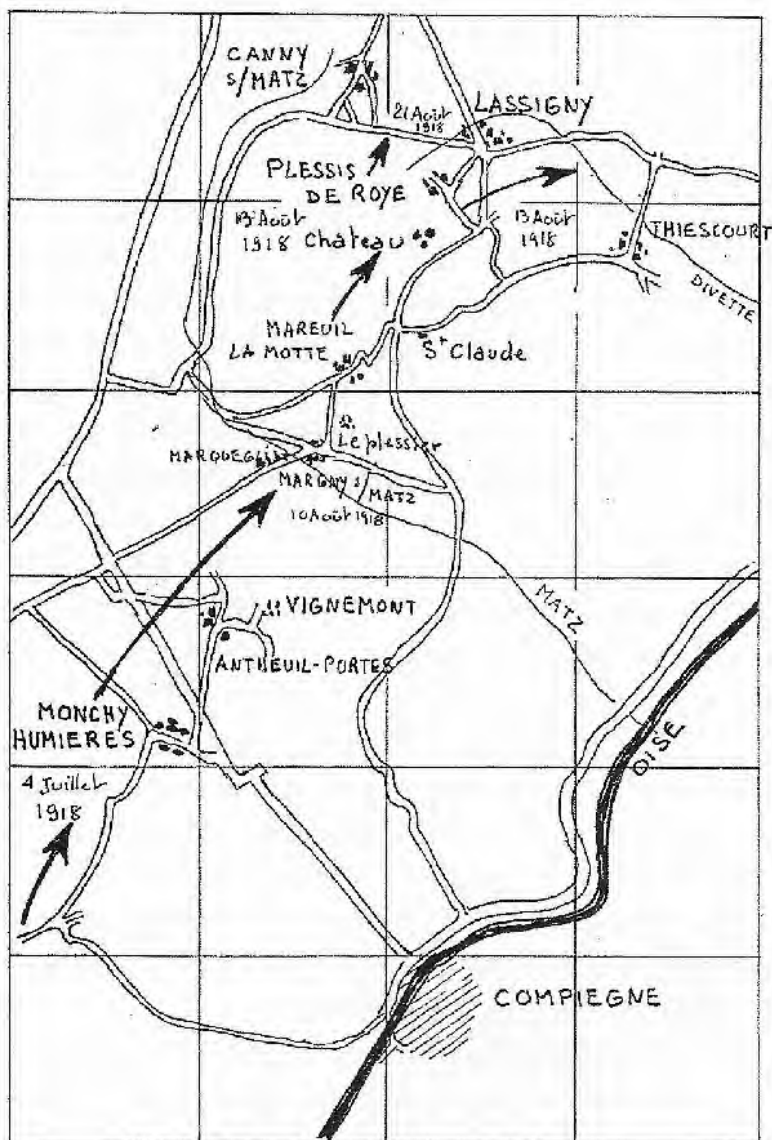 CANNY
S/MATZ
21 Août
1918
LASSIGNY
PLESSIS
DE ROYE
13 Août
1918
Château
13 Août
1918
THIESCOURT
DIVETTE
MAREUIL
LA MOTTE
St Claude
Le plessier
MARQUEGLISE
MARGNY s
MATZ
10 Août 1918
MATZ
VIGNEMONT
ANTHEUIL-PORTES
MONCHY
HUMIERES
OISE
4 Juillet
1918
COMPIEGNE